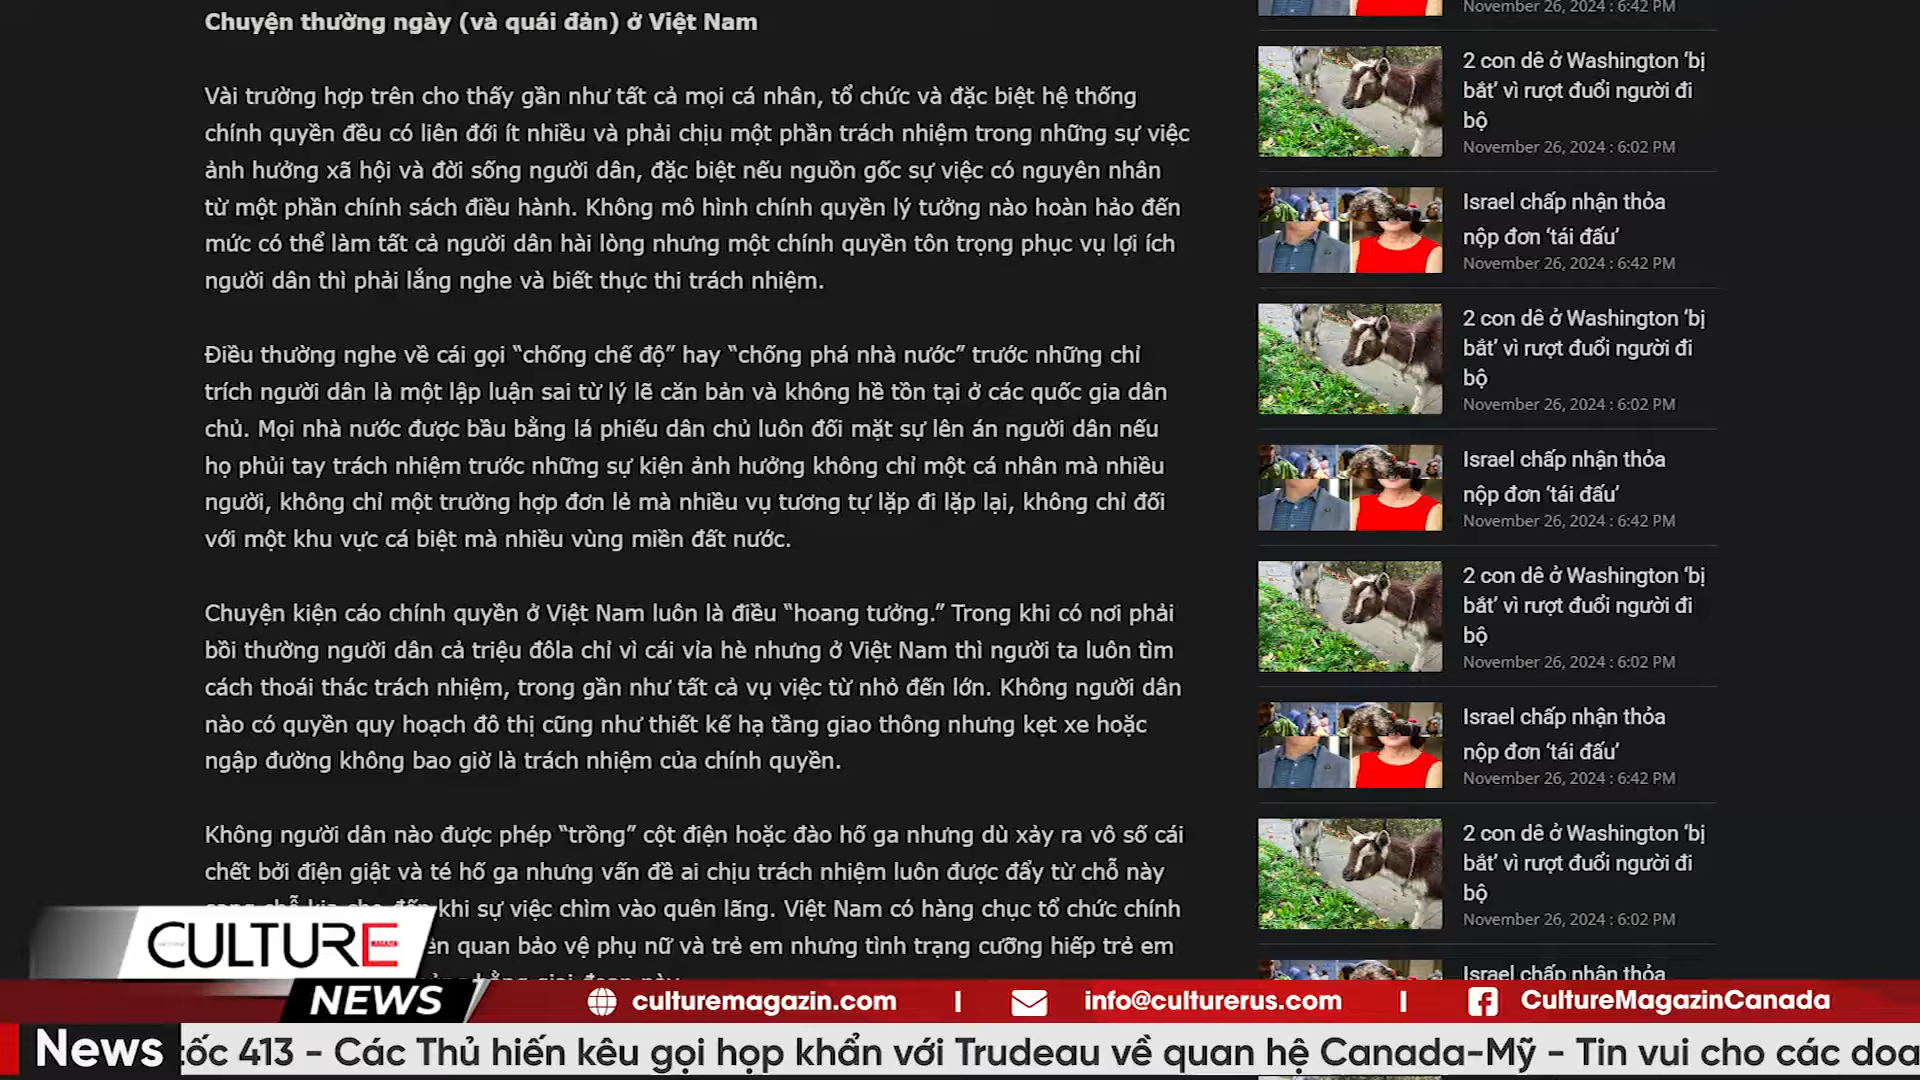 Chuyện thường ngày (và quái đản) ở Việt Nam
Vài trường hợp trên cho thấy gần như tất cả mọi cá nhân, tổ chức và đặc biệt hệ thống
chính quyền đều có liên đới ít nhiều và phải chịu một phần trách nhiệm trong những sự việc
ảnh hưởng xã hội và đời sống người dân, đặc biệt nếu nguồn gốc sự việc có nguyên nhân
từ một phần chính sách điều hành. Không mô hình chính quyền lý tưởng nào hoàn hảo đến
mức có thể làm tất cả người dân hài lòng nhưng một chính quyền tôn trọng phục vụ lợi ích
người dân thì phải lắng nghe và biết thực thi trách nhiệm.
Điều thường nghe về cái gọi “chống chế độ” hay “chống phá nhà nước” trước những chỉ
trích người dân là một lập luận sai từ lý lẽ căn bản và không hề tồn tại ở các quốc gia dân
chủ. Mọi nhà nước được bầu bằng lá phiếu dân chủ luôn đối mặt sự lên án người dân nếu
họ phủi tay trách nhiệm trước những sự kiện ảnh hưởng không chỉ một cá nhân mà nhiều
người, không chỉ một trường hợp đơn lẻ mà nhiều vụ tương tự lặp đi lặp lại, không chỉ đối
với một khu vực cá biệt mà nhiều vùng miền đất nước.
Chuyện kiện cáo chính quyền ở Việt Nam luôn là điều “hoang tưởng.” Trong khi có nơi phải
bồi thường người dân cả triệu đôla chỉ vì cái vỉa hè nhưng ở Việt Nam thì người ta luôn tìm
cách thoái thác trách nhiệm, trong gần như tất cả vụ việc từ nhỏ đến lớn. Không người dân
nào có quyền quy hoạch đô thị cũng như thiết kế hạ tầng giao thông nhưng kẹt xe hoặc
ngập đường không bao giờ là trách nhiệm của chính quyền.
Không người dân nào được phép “trồng” cột điện hoặc đào hố ga nhưng dù xảy ra vô số cái
chết bởi điện giật và té hố ga nhưng vấn đề ai chịu trách nhiệm luôn được đẩy từ chỗ này
sang chỗ kia cho đến khi sự việc chìm vào quên lãng. Việt Nam có hàng chục tổ chức chính
quan bảo vệ phụ nữ và trẻ em nhưng tình trạng cưỡng hiếp trẻ em
bằng giai đoạn này
November 26, 2024 : 6:42 PM
2 con dê ở Washington ‘bị
bắt’ vì rượt đuổi người đi
bộ
November 26, 2024 : 6:02 PM
Israel chấp nhận thỏa
nộp đơn ‘tái đấu’
November 26, 2024 : 6:42 PM
2 con dê ở Washington ‘bị
bắt’ vì rượt đuổi người đi
bộ
November 26, 2024 : 6:02 PM
Israel chấp nhận thỏa
nộp đơn ‘tái đấu’
November 26, 2024 : 6:42 PM
2 con dê ở Washington ‘bị
bắt’ vì rượt đuổi người đi
bộ
November 26, 2024 : 6:02 PM
Israel chấp nhận thỏa
nộp đơn ‘tái đấu’
November 26, 2024 : 6:42 PM
2 con dê ở Washington ‘bị
bắt’ vì rượt đuổi người đi
bộ
November 26, 2024 : 6:02 PM
Israel chấp nhận thỏa
CULTURE
MAGAZIN
NEWS
culturemagazin.com | info@culturerus.com | CultureMagazinCanada
News
tốc 413 - Các Thủ hiến kêu gọi họp khẩn với Trudeau về quan hệ Canada-Mỹ - Tin vui cho các doa